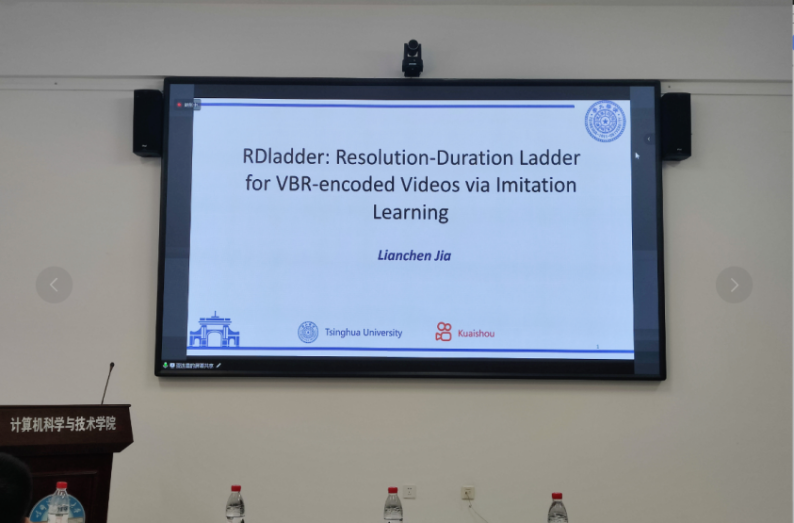 RDladder: Resolution-Duration Ladder
for VBR-encoded Videos via Imitation
Learning
Lianchen Jia
Tsinghua University
Kuaishou
计算机科学与技术学院